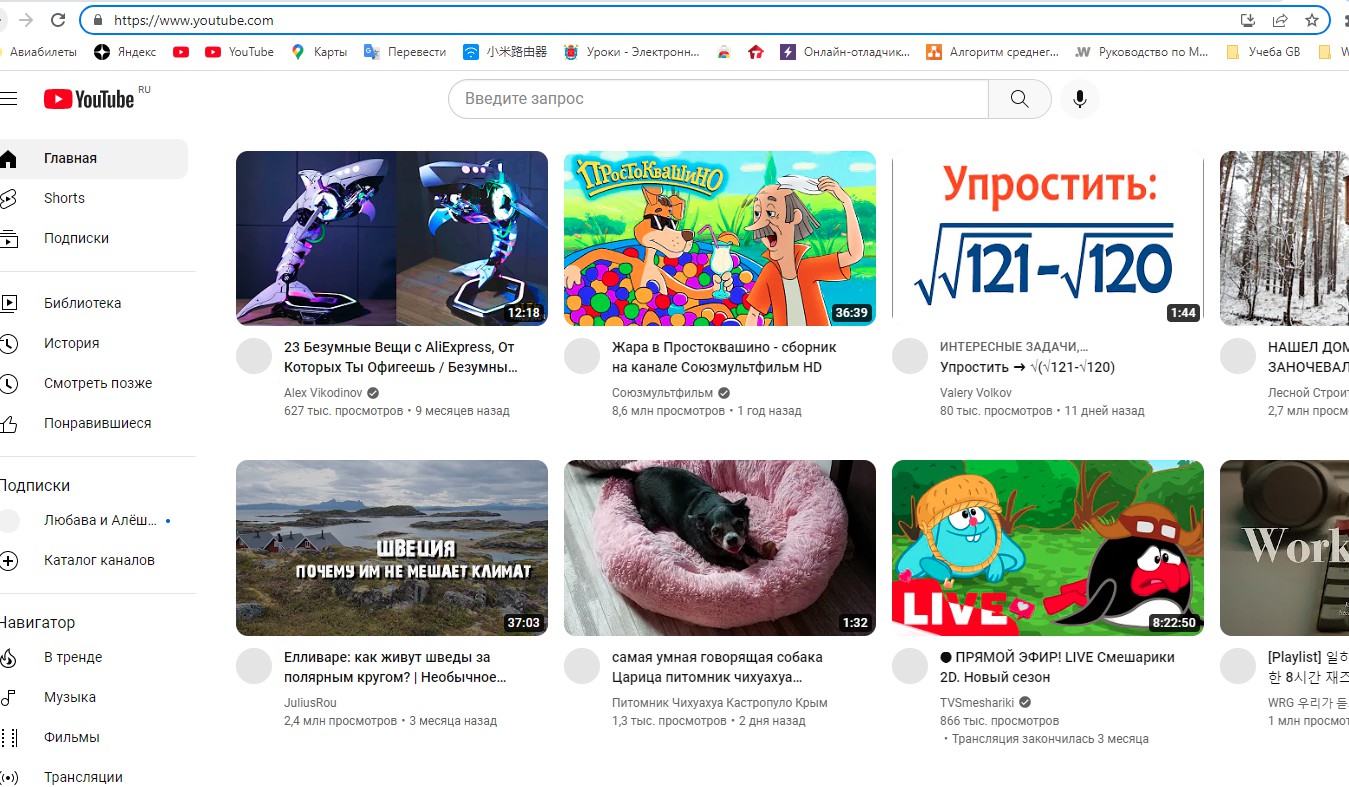 https://www.youtube.com
Авиабилеты
Яндекс
YouTube
Карты
Перевести
小米路由器
Уроки - Электронн...
Онлайн-отладчик...
Алгоритм среднег...
Руководство по M...
Учеба GB
YouTube RU
Введите запрос
Главная
Shorts
Подписки
Библиотека
История
Смотреть позже
Понравившиеся
Подписки
Любава и Алёш...
Каталог каналов
Навигатор
В тренде
Музыка
Фильмы
Трансляции
12:18
23 Безумные Вещи с AliExpress, От
Которых Ты Офигеешь / Безумны...
Alex Vikodinov
627 тыс. просмотров • 9 месяцев назад
ПРОСТОКВАШИНО
36:39
Жара в Простоквашино - сборник
на канале Союзмультфильм HD
Союзмультфильм
8,6 млн просмотров • 1 год назад
Упростить:
√√121-√120
1:44
ИНТЕРЕСНЫЕ ЗАДАЧИ,...
Упростить ➜ √(√121-√120)
Valery Volkov
80 тыс. просмотров • 11 дней назад
НАШЕЛ ДОМ
ЗАНОЧЕВАЛ
Лесной Строит
2,7 млн просм
ШВЕЦИЯ
ПОЧЕМУ ИМ НЕ МЕШАЕТ КЛИМАТ
37:03
Елливаре: как живут шведы за
полярным кругом? | Необычное...
JuliusRou
2,4 млн просмотров • 3 месяца назад
1:32
самая умная говорящая собака
Царица питомник чихуахуа...
Питомник Чихуахуа Кастропуло Крым
1,3 тыс. просмотров • 2 дня назад
LIVE
8:22:50
● ПРЯМОЙ ЭФИР! LIVE Смешарики
2D. Новый сезон
TVSmeshariki
866 тыс. просмотров
• Трансляция закончилась 3 месяца
Work
[Playlist] 일하
한 8시간 재즈
WRG 우리가 듣
1 млн просмот